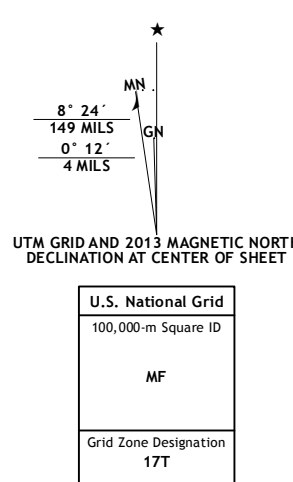 ★
MN
GN
8° 24´
149 MILS
0° 12´
4 MILS
UTM GRID AND 2013 MAGNETIC NORTH
DECLINATION AT CENTER OF SHEET
U.S. National Grid
100,000-m Square ID
MF
Grid Zone Designation
17T